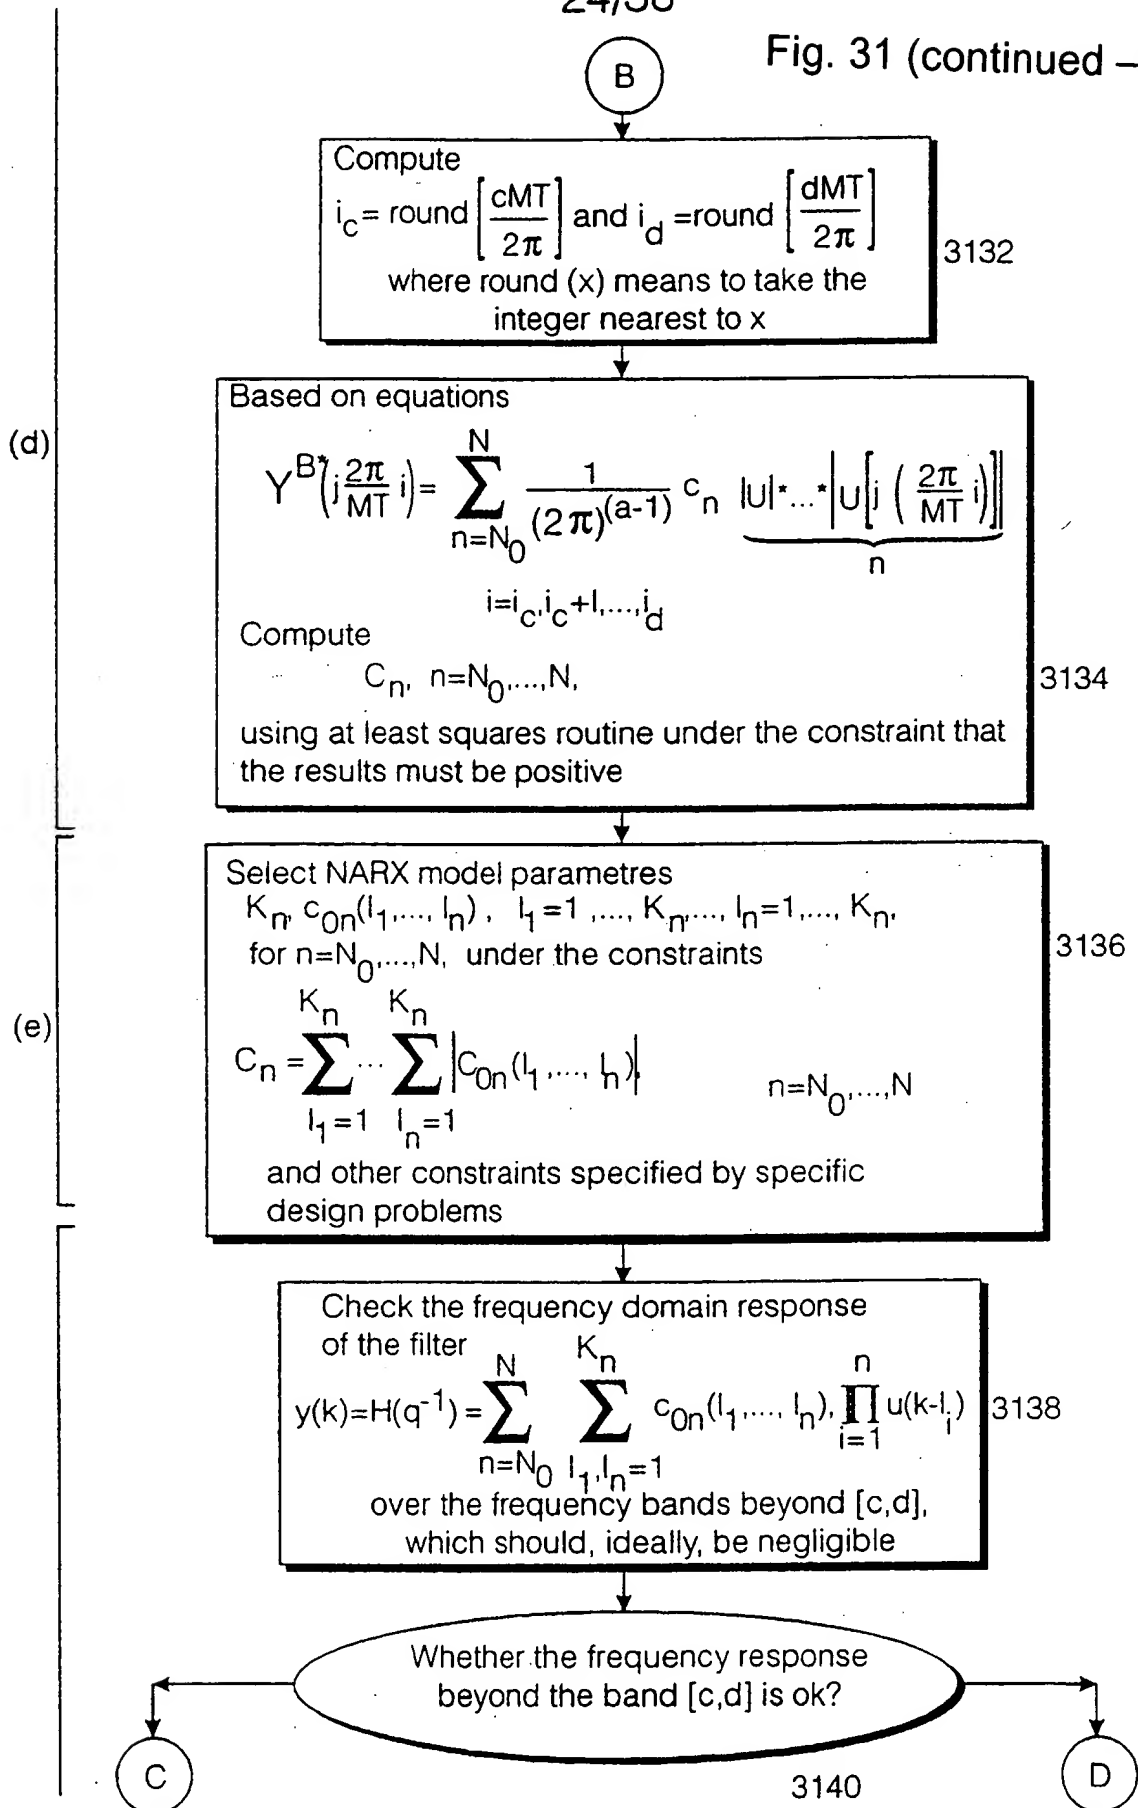 24/38
Fig. 31 (continued –
B
Compute
i_c = round [cMT/2π] and i_d =round [dMT/2π]
where round (x) means to take the
integer nearest to x
3132
(d)
Based on equations
Y^B*(j 2π/MT i) = ∑_{n=N_0}^{N} 1/(2π)^(a-1) c_n |U|*...*|U[j (2π/MT i)]|
n
i=i_c,i_c+l,...,i_d
Compute
C_n, n=N_0,...,N,
3134
using at least squares routine under the constraint that
the results must be positive
(e)
Select NARX model parametres
K_n, c_0n(l_1,..., l_n), l_1=1 ,..., K_n,..., l_n=1,..., K_n,
for n=N_0,...,N, under the constraints
3136
C_n = ∑_{l_1=1}^{K_n} ... ∑_{l_n=1}^{K_n} |C_0n(l_1,..., l_n)|, n=N_0,...,N
and other constraints specified by specific
design problems
Check the frequency domain response
of the filter
y(k)=H(q^-1) = ∑_{n=N_0}^{N} ∑_{l_1,l_n=1}^{K_n} c_0n(l_1,..., l_n), ∏_{i=1}^{n} u(k-l_i)
3138
over the frequency bands beyond [c,d],
which should, ideally, be negligible
Whether the frequency response
beyond the band [c,d] is ok?
C
3140
D